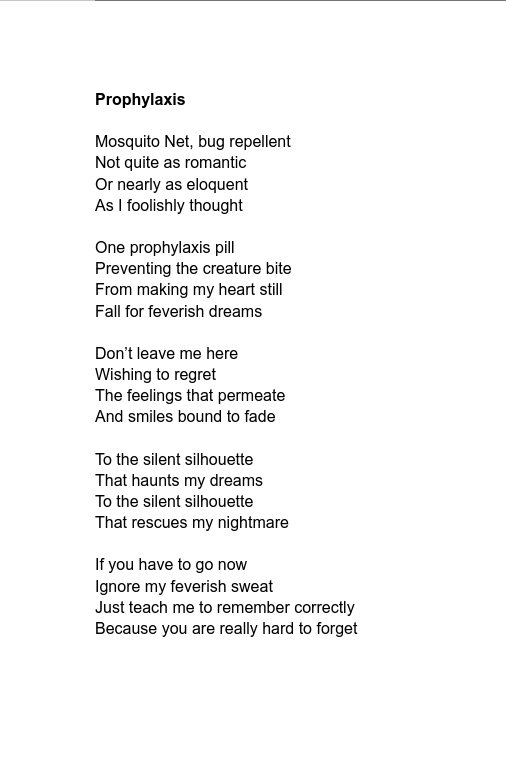 Prophylaxis
Mosquito Net, bug repellent
Not quite as romantic
Or nearly as eloquent
As I foolishly thought
One prophylaxis pill
Preventing the creature bite
From making my heart still
Fall for feverish dreams
Don’t leave me here
Wishing to regret
The feelings that permeate
And smiles bound to fade
To the silent silhouette
That haunts my dreams
To the silent silhouette
That rescues my nightmare
If you have to go now
Ignore my feverish sweat
Just teach me to remember correctly
Because you are really hard to forget